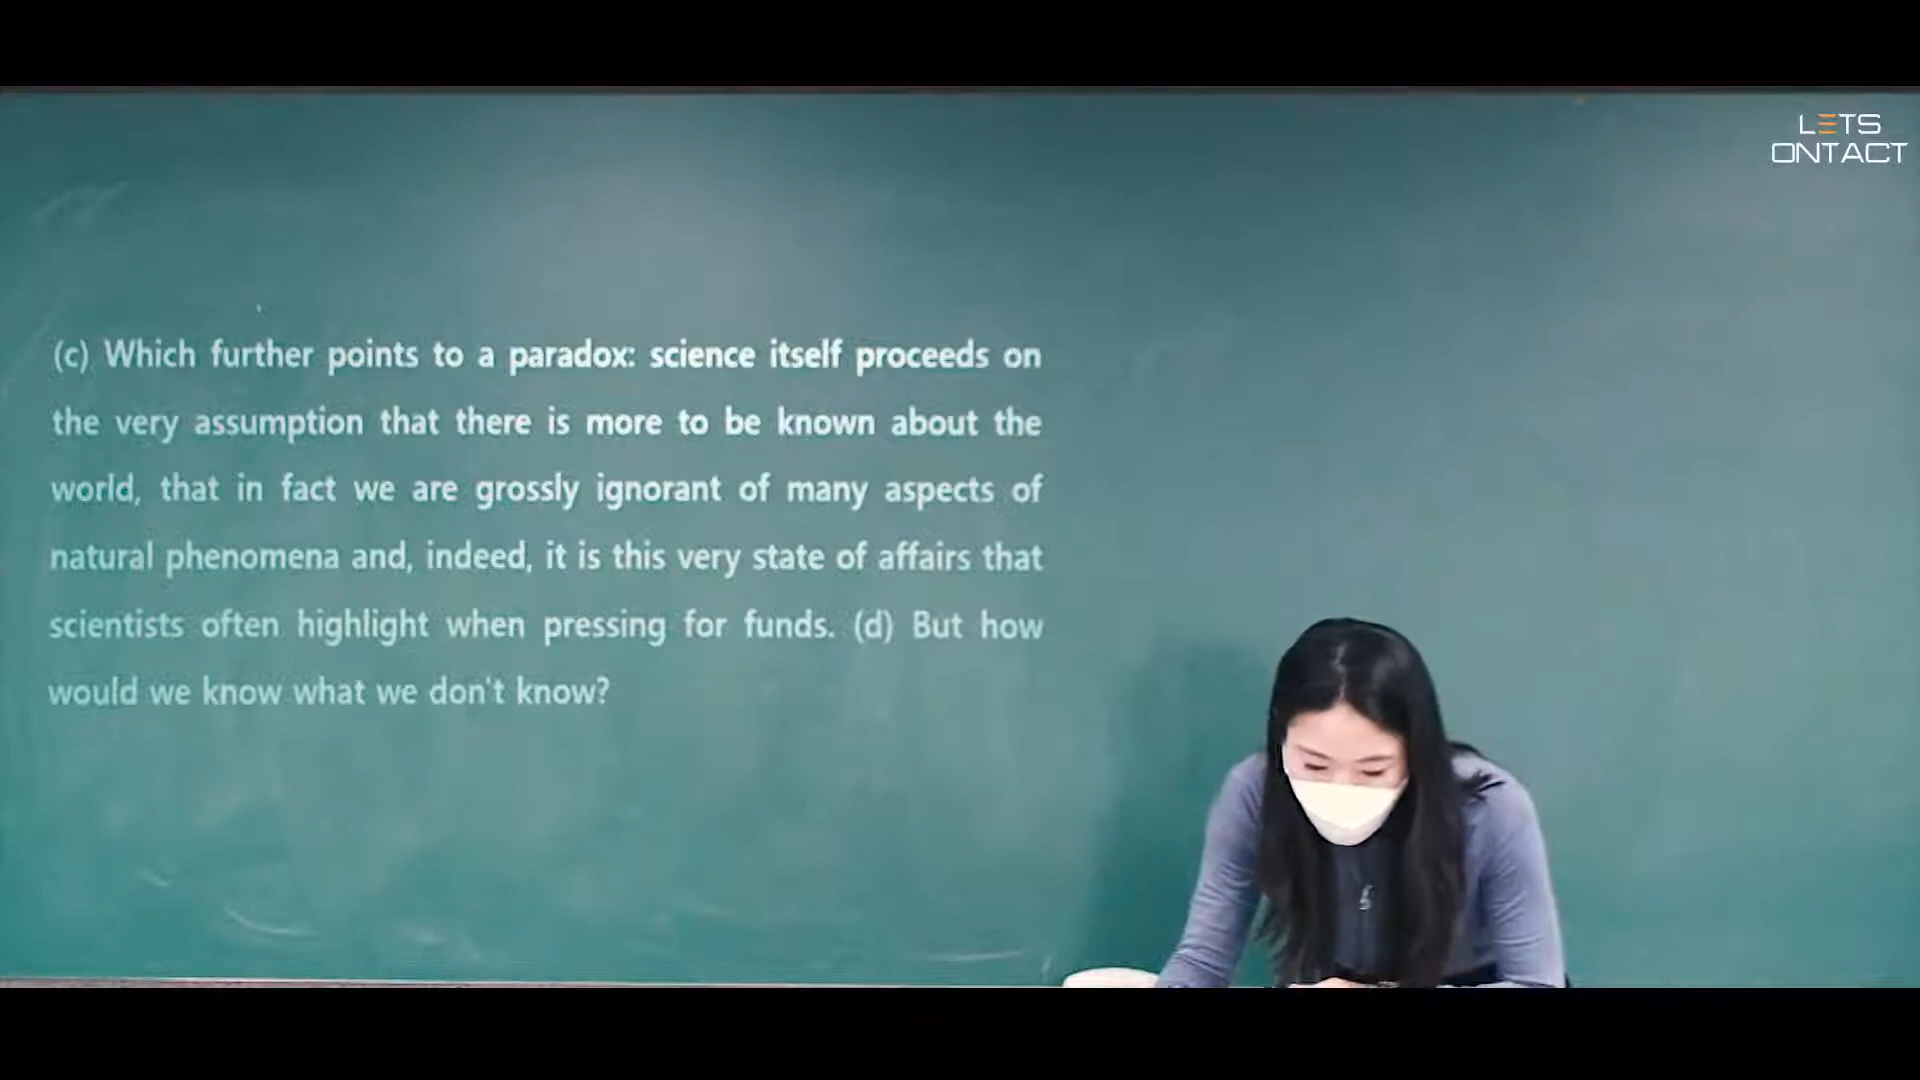 LETS
ONTACT
(c) Which further points to a paradox: science itself proceeds on
the very assumption that there is more to be known about the
world, that in fact we are grossly ignorant of many aspects of
natural phenomena and, indeed, it is this very state of affairs that
scientists often highlight when pressing for funds. (d) But how
would we know what we don't know?